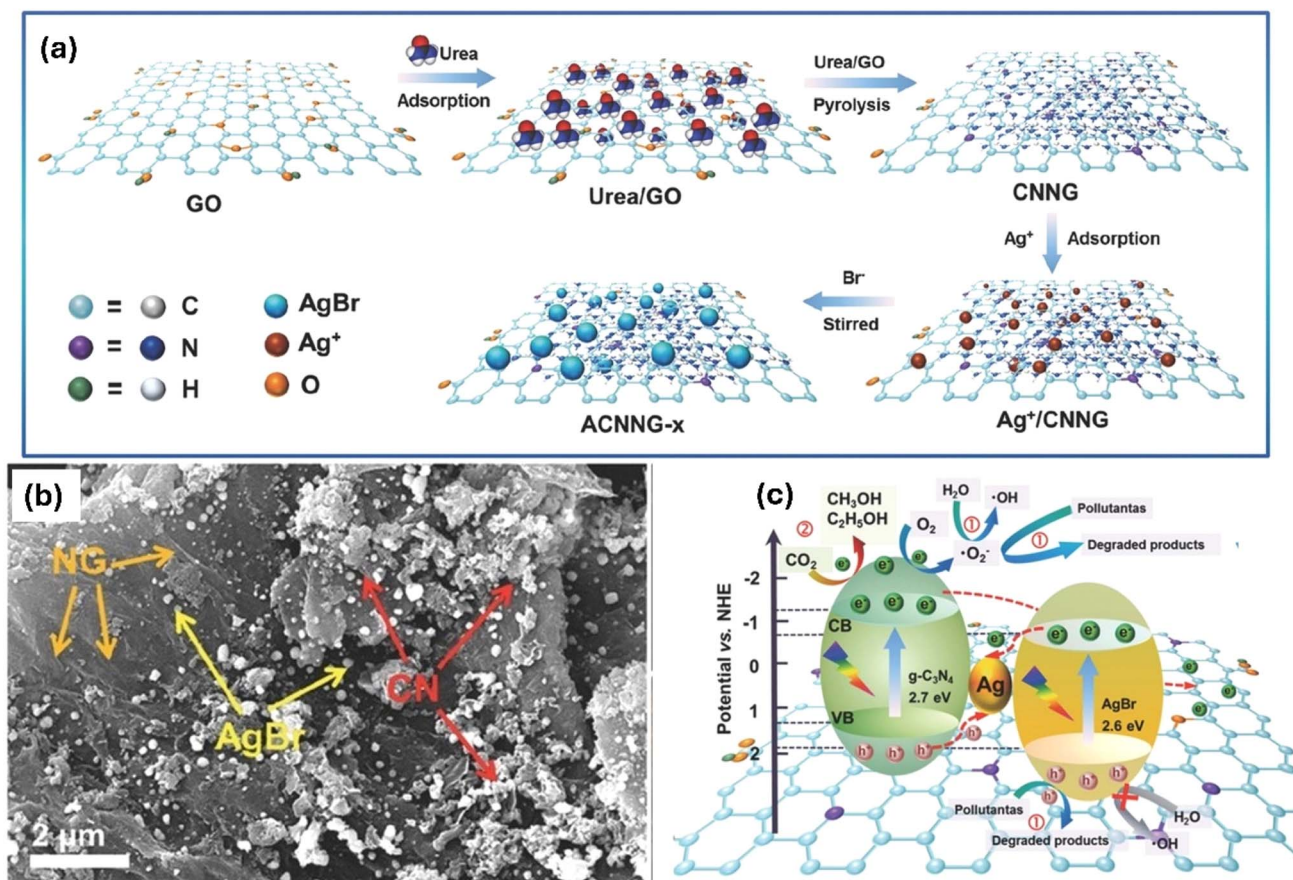 (a)
Urea
Adsorption
Urea/GO
Pyrolysis
GO
Urea/GO
CNNG
Ag⁺ Adsorption
Br⁻
Stirred
ACNNG-x
Ag⁺/CNNG
= C
= N
= H
AgBr
Ag⁺
O
(b)
NG
AgBr
CN
2 μm
(c)
Potential vs. NHE
-2
-1
0
1
2
②
CH₃OH
C₂H₅OH
CO₂
O₂
H₂O
·OH
①
·O₂⁻
Pollutantas
①
Degraded products
e⁻
e⁻
e⁻
e⁻ e⁻ e⁻
CB
g-C₃N₄
2.7 eV
VB
h⁺ h⁺ h⁺
h⁺
e⁻
e⁻
Ag
e⁻ e⁻ e⁻
AgBr
2.6 eV
h⁺ h⁺ h⁺
h⁺
e⁻
e⁻
e⁻
Pollutantas
①
Degraded products
H₂O
·OH